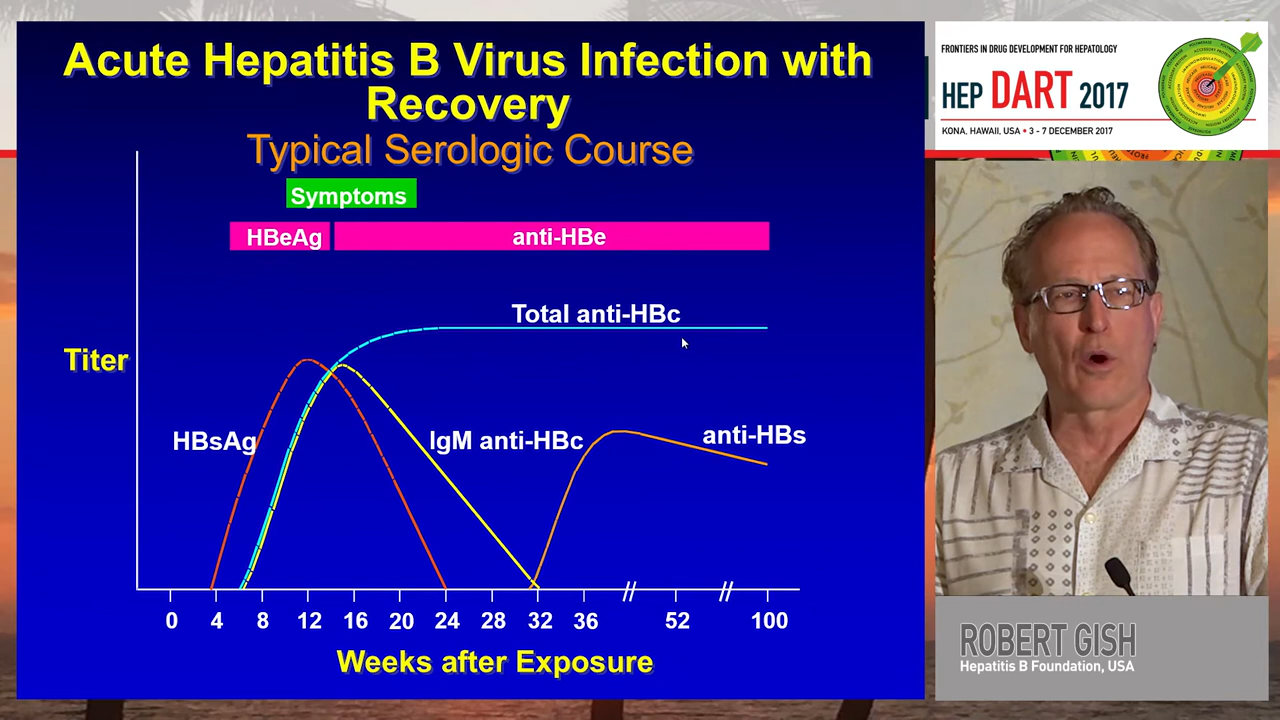 Acute Hepatitis B Virus Infection with
Recovery
Typical Serologic Course
Symptoms
HBeAg
anti-HBe
Total anti-HBc
Titer
HBsAg
IgM anti-HBc
anti-HBs
0 4 8 12 16 20 24 28 32 36 52 100
Weeks after Exposure
FRONTIERS IN DRUG DEVELOPMENT FOR HEPATOLOGY
HEP DART 2017
KONA, HAWAII, USA • 3 - 7 DECEMBER 2017
ROBERT GISH
Hepatitis B Foundation, USA